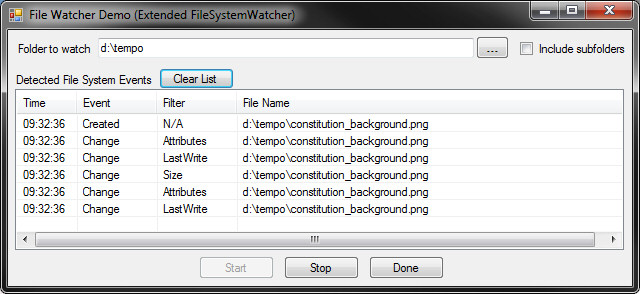 File Watcher Demo (Extended FileSystemWatcher)
Folder to watch d:\tempo ... Include subfolders
Detected File System Events Clear List
Time Event Filter File Name
09:32:36 Created N/A d:\tempo\constitution_background.png
09:32:36 Change Attributes d:\tempo\constitution_background.png
09:32:36 Change LastWrite d:\tempo\constitution_background.png
09:32:36 Change Size d:\tempo\constitution_background.png
09:32:36 Change Attributes d:\tempo\constitution_background.png
09:32:36 Change LastWrite d:\tempo\constitution_background.png
Start Stop Done